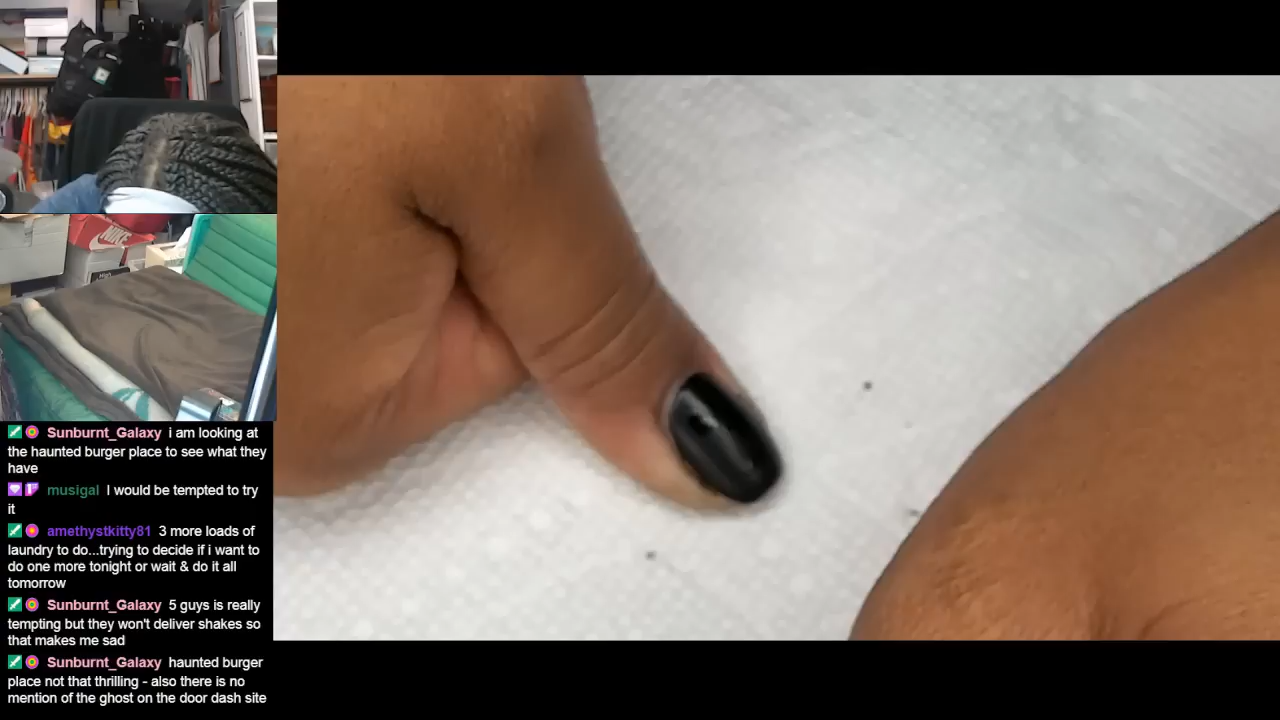 NIKE
Sunburnt_Galaxy i am looking at
the haunted burger place to see what they
have
musigal I would be tempted to try
it
amethystkitty81 3 more loads of
laundry to do...trying to decide if i want to
do one more tonight or wait & do it all
tomorrow
Sunburnt_Galaxy 5 guys is really
tempting but they won't deliver shakes so
that makes me sad
Sunburnt_Galaxy haunted burger
place not that thrilling - also there is no
mention of the ghost on the door dash site